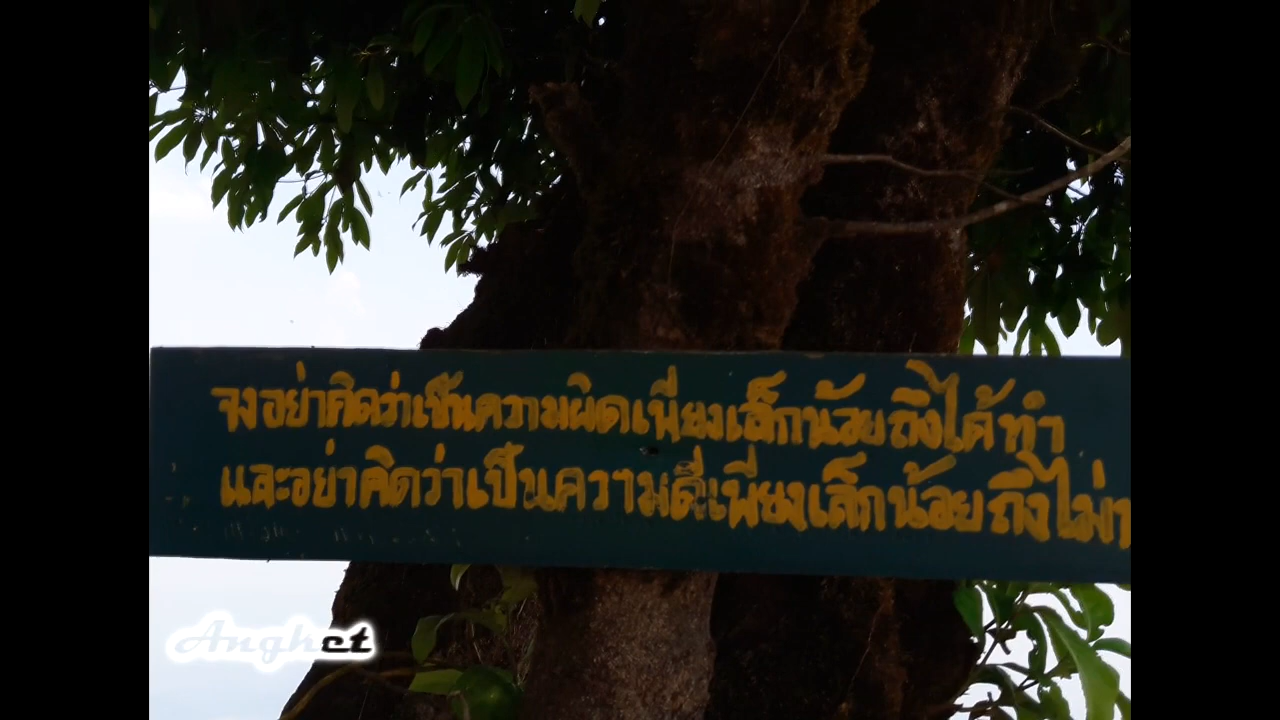 จงอย่าคิดว่าเป็นความผิดเพียงเล็กน้อยถึงได้ทำ
และอย่าคิดว่าเป็นความดีเพียงเล็กน้อยถึงไม่
Anghet